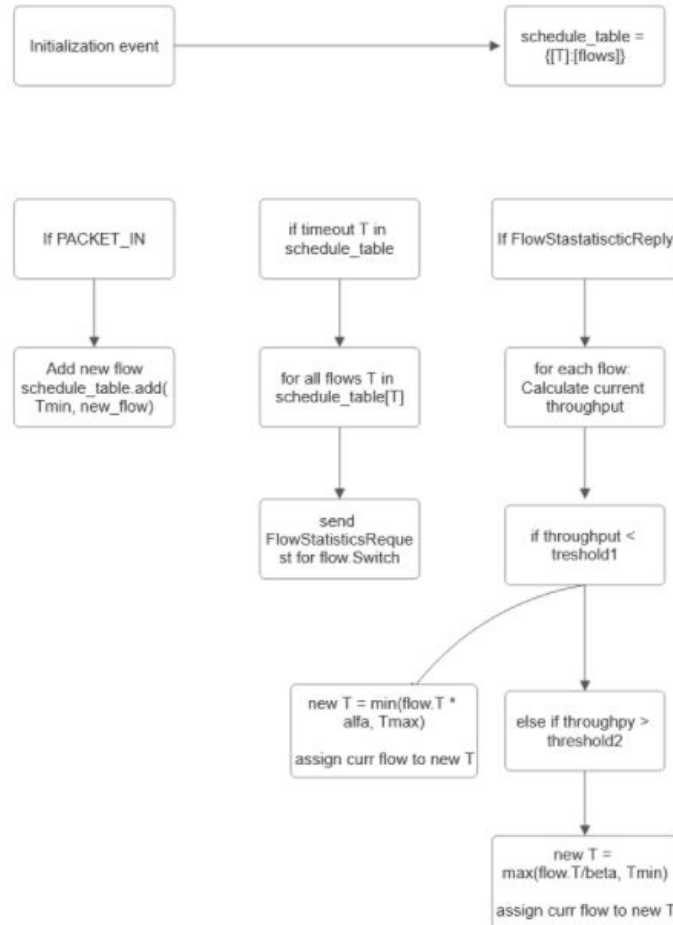 Initialization event
schedule_table =
{[T]:[flows]}
If PACKET_IN
if timeout T in
schedule_table
If FlowStastatiscticReply
Add new flow
schedule_table.add(
Tmin, new_flow)
for all flows T in
schedule_table[T]
for each flow:
Calculate current
throughput
send
FlowStatisticsReque
st for flow.Switch
if throughput <
treshold1
new T = min(flow.T *
alfa, Tmax)
assign curr flow to new T
else if throughpy >
threshold2
new T =
max(flow.T/beta, Tmin)
assign curr flow to new T